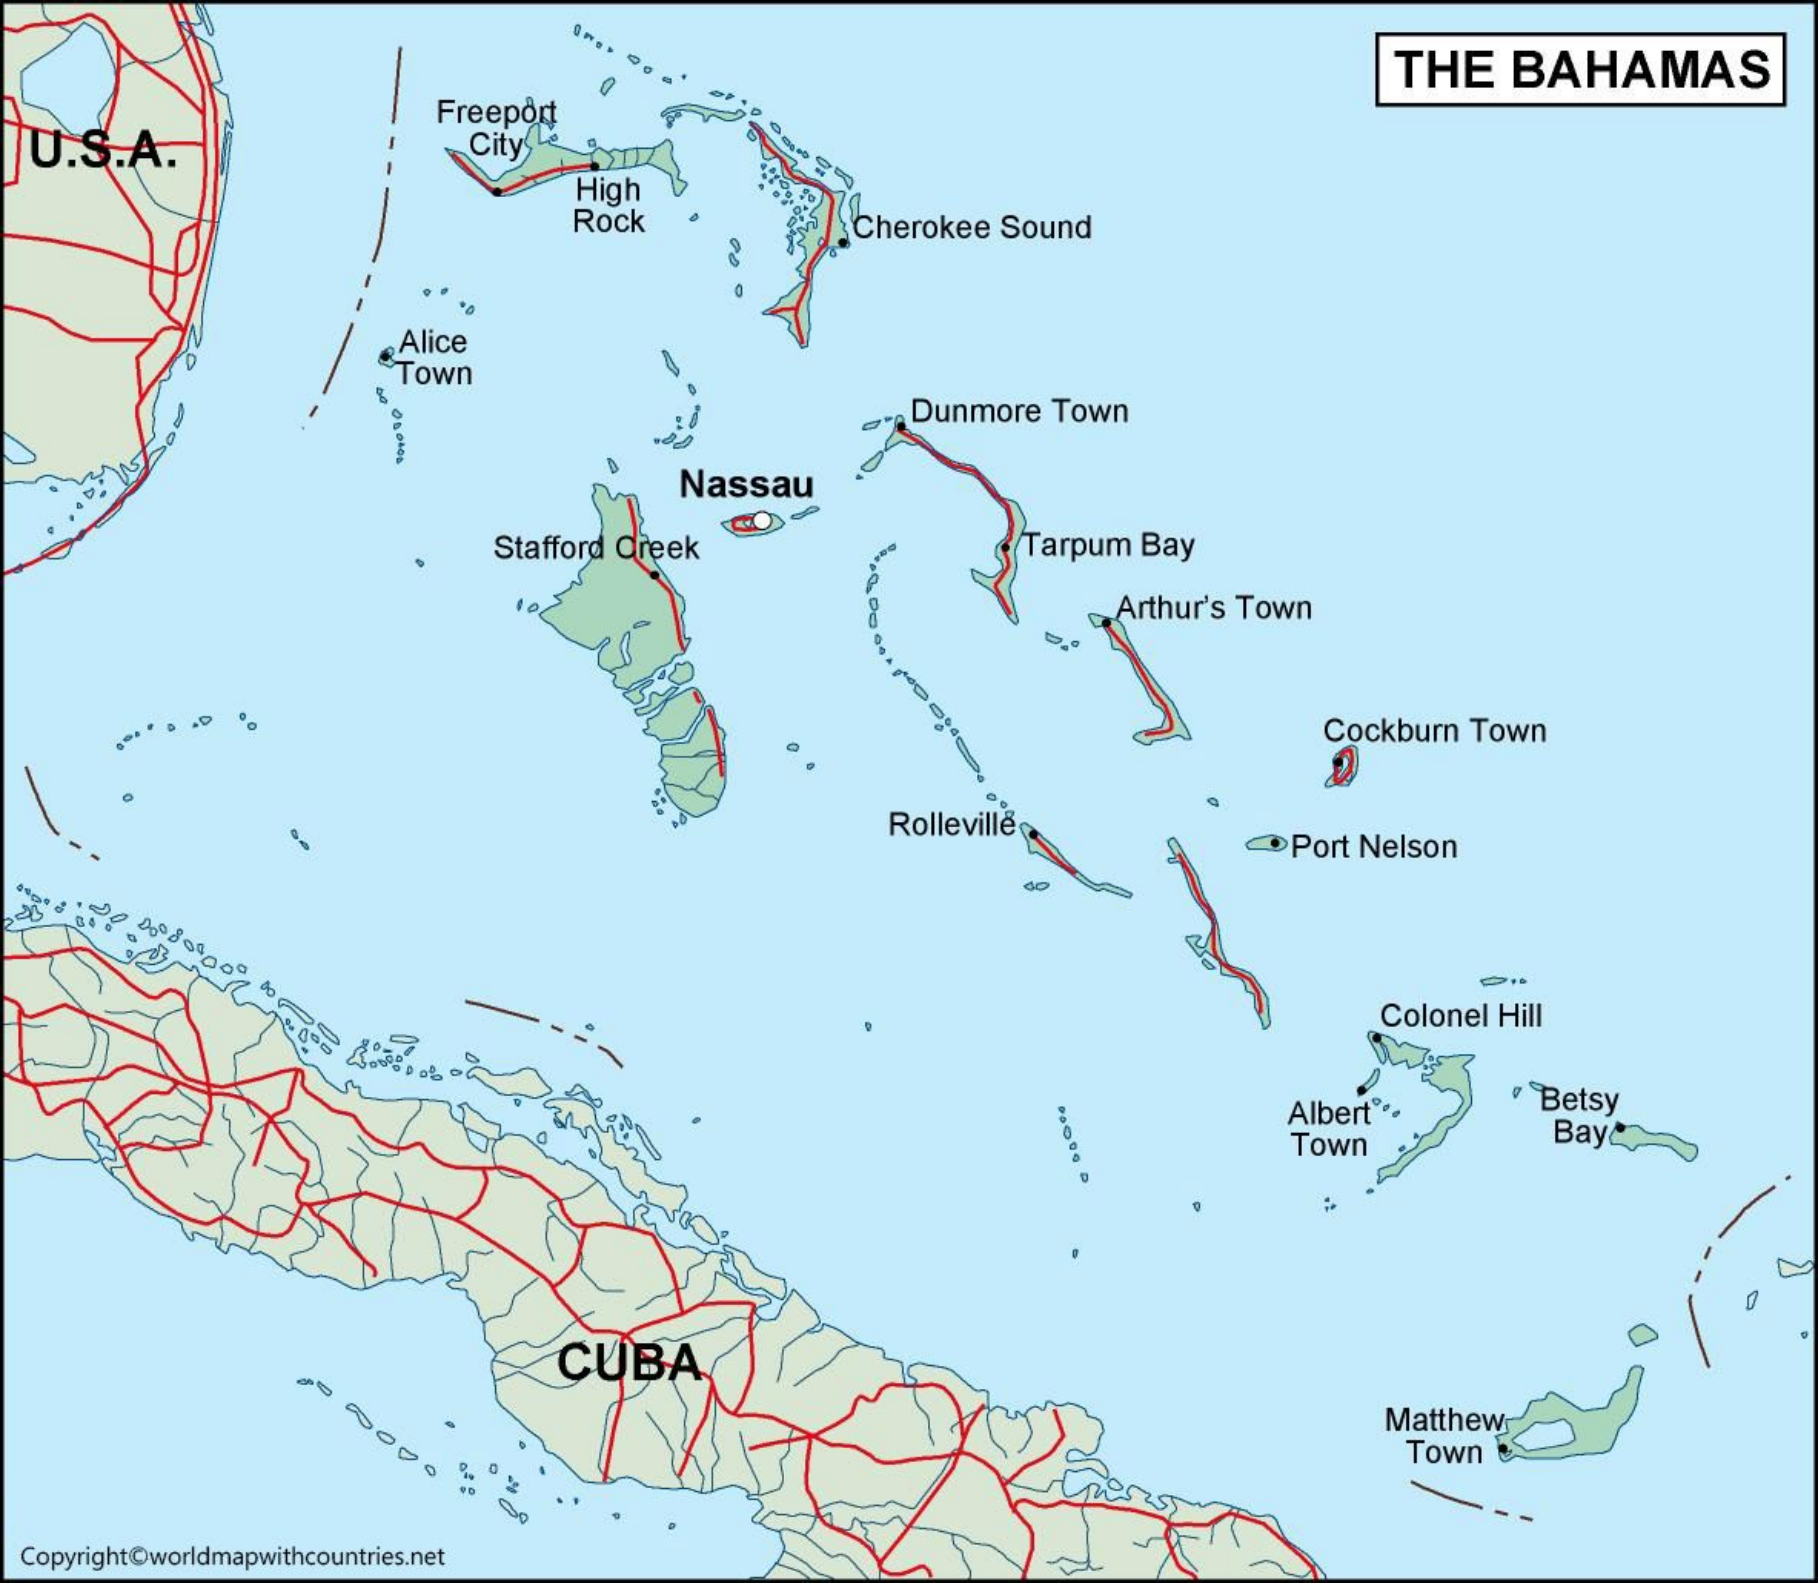 THE BAHAMAS
U.S.A.
Freeport
City
High
Rock
Cherokee Sound
Alice
Town
Dunmore Town
Nassau
Stafford Creek
Tarpum Bay
Arthur’s Town
Cockburn Town
Rolleville
Port Nelson
Colonel Hill
Albert
Town
Betsy
Bay
CUBA
Matthew
Town
Copyright©worldmapwithcountries.net